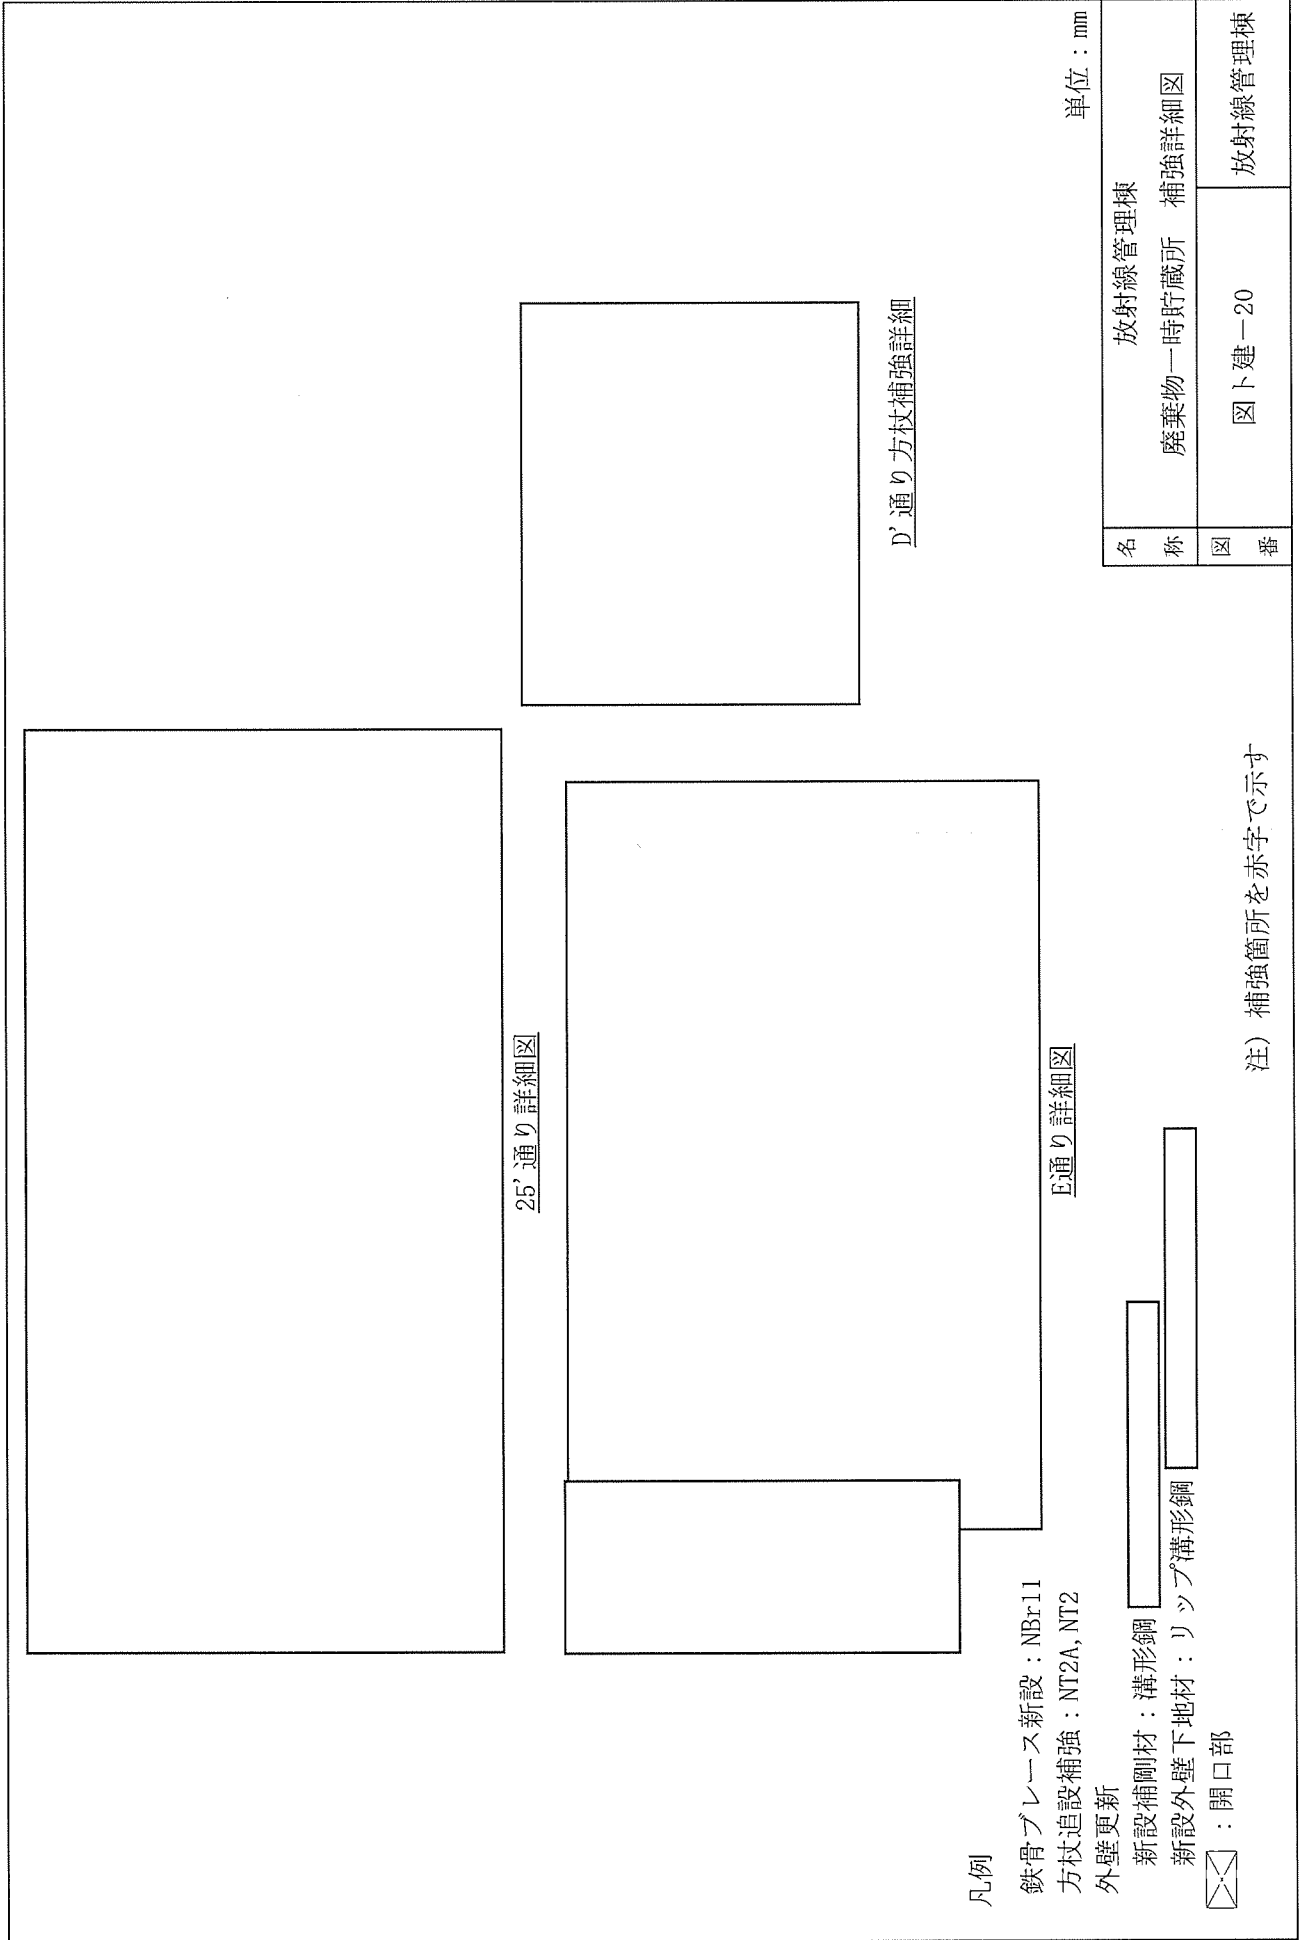 25’通り詳細図
D’通り方杖補強詳細
E通り詳細図
凡例
鉄骨ブレース新設：NBr11
方杖追設補強：NT2A, NT2
外壁更新
新設補剛材：溝形鋼
新設外壁下地材：リップ溝形鋼
：開口部
注）補強箇所を赤字で示す
単位：mm
名称
放射線管理棟
廃棄物一時貯蔵所　補強詳細図
図番
図ト建－20
放射線管理棟